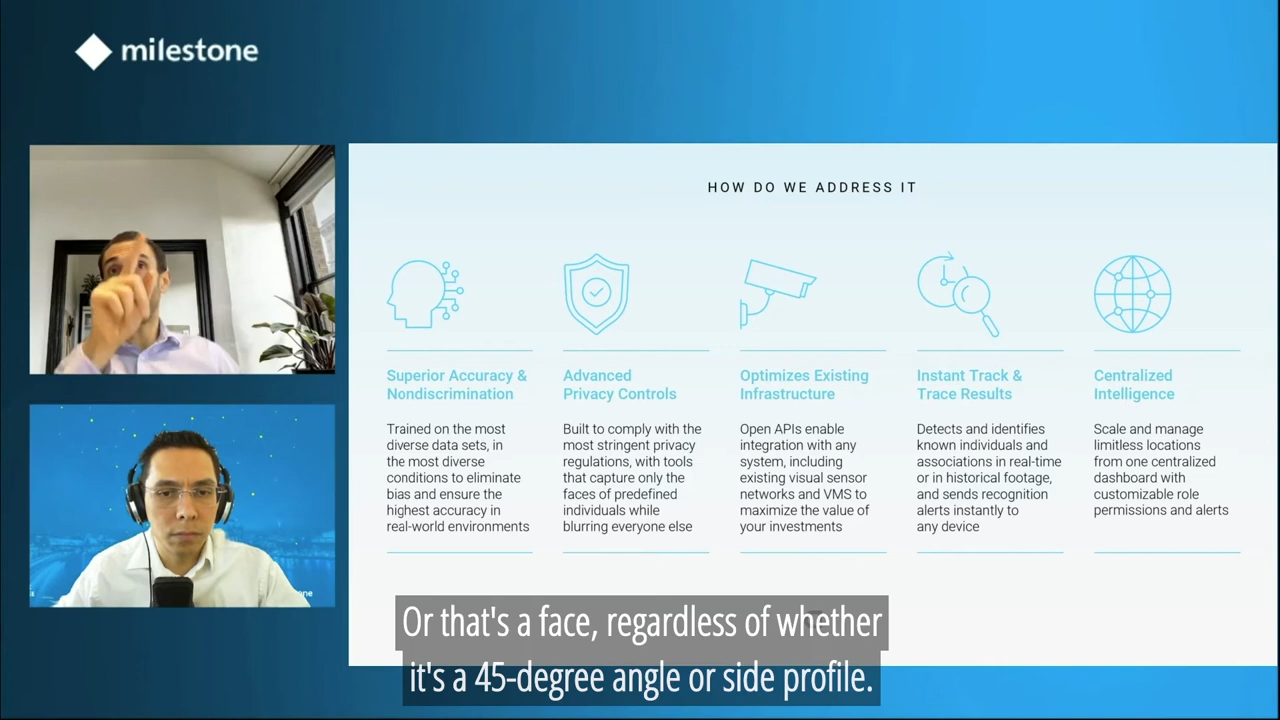 milestone
HOW DO WE ADDRESS IT
Superior Accuracy &
Nondiscrimination
Trained on the most
diverse data sets, in
the most diverse
conditions to eliminate
bias and ensure the
highest accuracy in
real-world environments
Advanced
Privacy Controls
Built to comply with the
most stringent privacy
regulations, with tools
that capture only the
faces of predefined
individuals while
blurring everyone else
Optimizes Existing
Infrastructure
Open APIs enable
integration with any
system, including
existing visual sensor
networks and VMS to
maximize the value of
your investments
Instant Track &
Trace Results
Detects and identifies
known individuals and
associations in real-time
or in historical footage,
and sends recognition
alerts instantly to
any device
Centralized
Intelligence
Scale and manage
limitless locations
from one centralized
dashboard with
customizable role
permissions and alerts
Or that's a face, regardless of whether
it's a 45-degree angle or side profile.